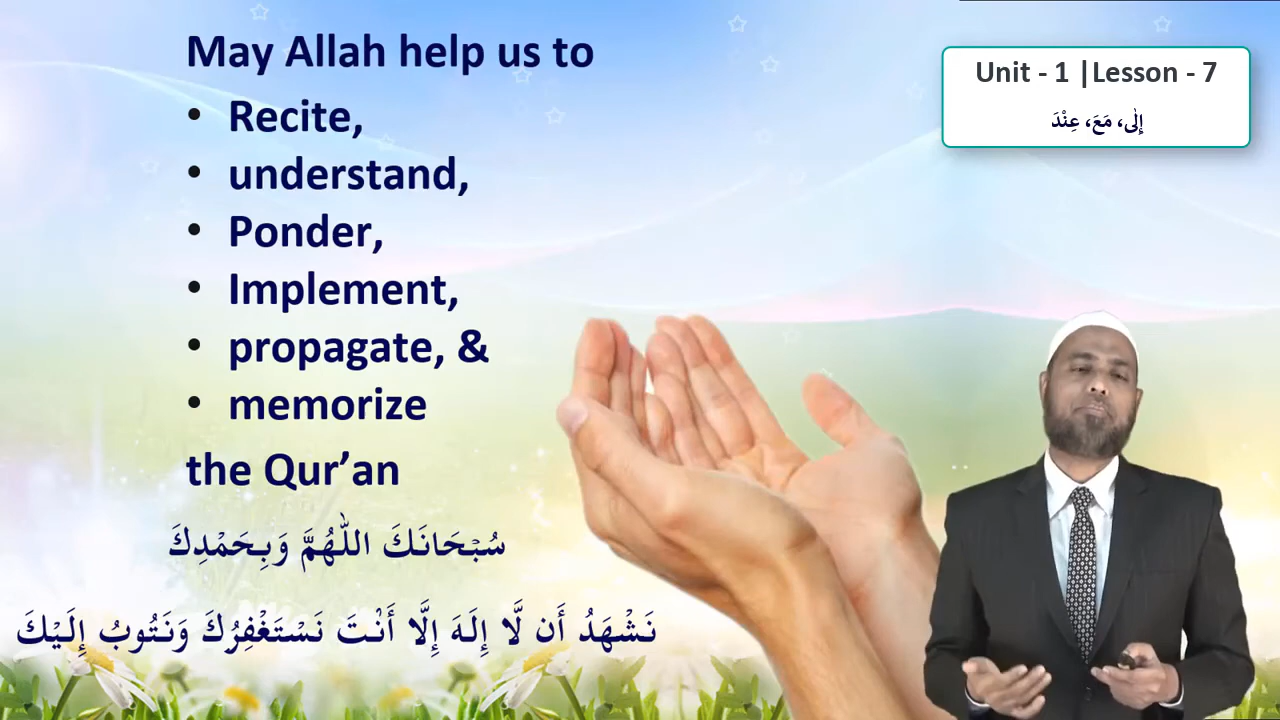 May Allah help us to
• Recite,
• understand,
• Ponder,
• Implement,
• propagate, &
• memorize
the Qur’an
سُبْحَانَكَ اللّٰهُمَّ وَبِحَمْدِكَ
نَشْهَدُ أَن لَّا إِلَهَ إِلَّا أَنْتَ نَسْتَغْفِرُكَ وَنَتُوبُ إِلَيْكَ
Unit - 1 |Lesson - 7
إِلٰى، مَعَ، عِنْدَ